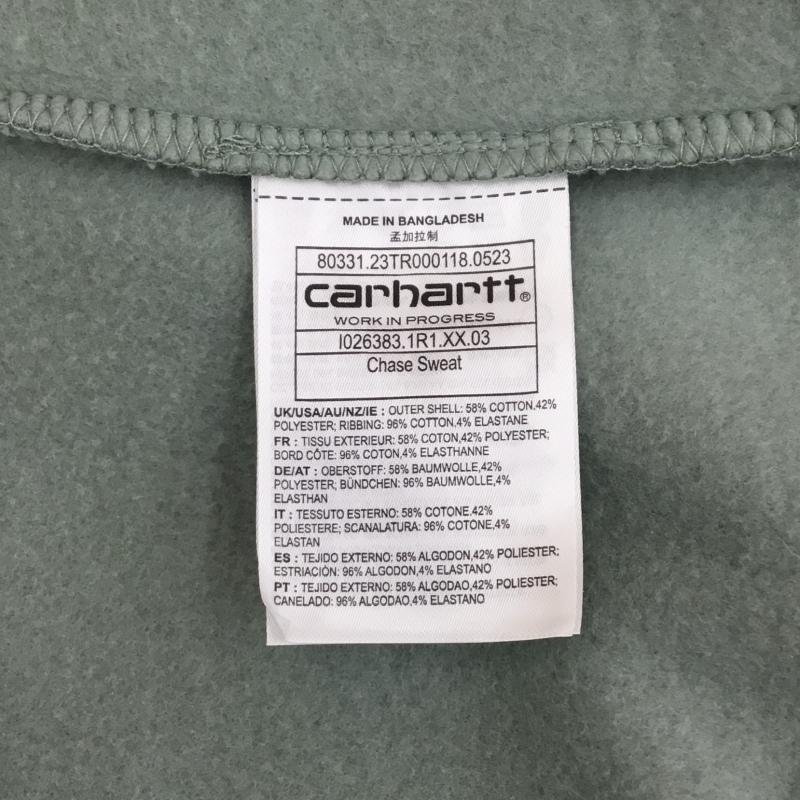 MADE IN BANGLADESH
孟加拉制
80331.23TR000118.0523
carhartt®
WORK IN PROGRESS
I026383.1R1.XX.03
Chase Sweat
UK/USA/AU/NZ/IE : OUTER SHELL: 58% COTTON,42%
POLYESTER; RIBBING: 96% COTTON,4% ELASTANE
FR : TISSU EXTERIEUR: 58% COTON,42% POLYESTER;
BORD CÔTE: 96% COTON,4% ELASTHANNE
DE/AT : OBERSTOFF: 58% BAUMWOLLE,42%
POLYESTER; BÜNDCHEN: 96% BAUMWOLLE,4%
ELASTHAN
IT : TESSUTO ESTERNO: 58% COTONE,42%
POLIESTERE; SCANALATURA: 96% COTONE,4%
ELASTAN
ES : TEJIDO EXTERNO: 58% ALGODON,42% POLIESTER;
ESTRIACIÓN: 96% ALGODON,4% ELASTANO
PT : TEJIDO EXTERNO: 58% ALGODAO,42% POLIESTER;
CANELADO: 96% ALGODAO,4% ELASTANO